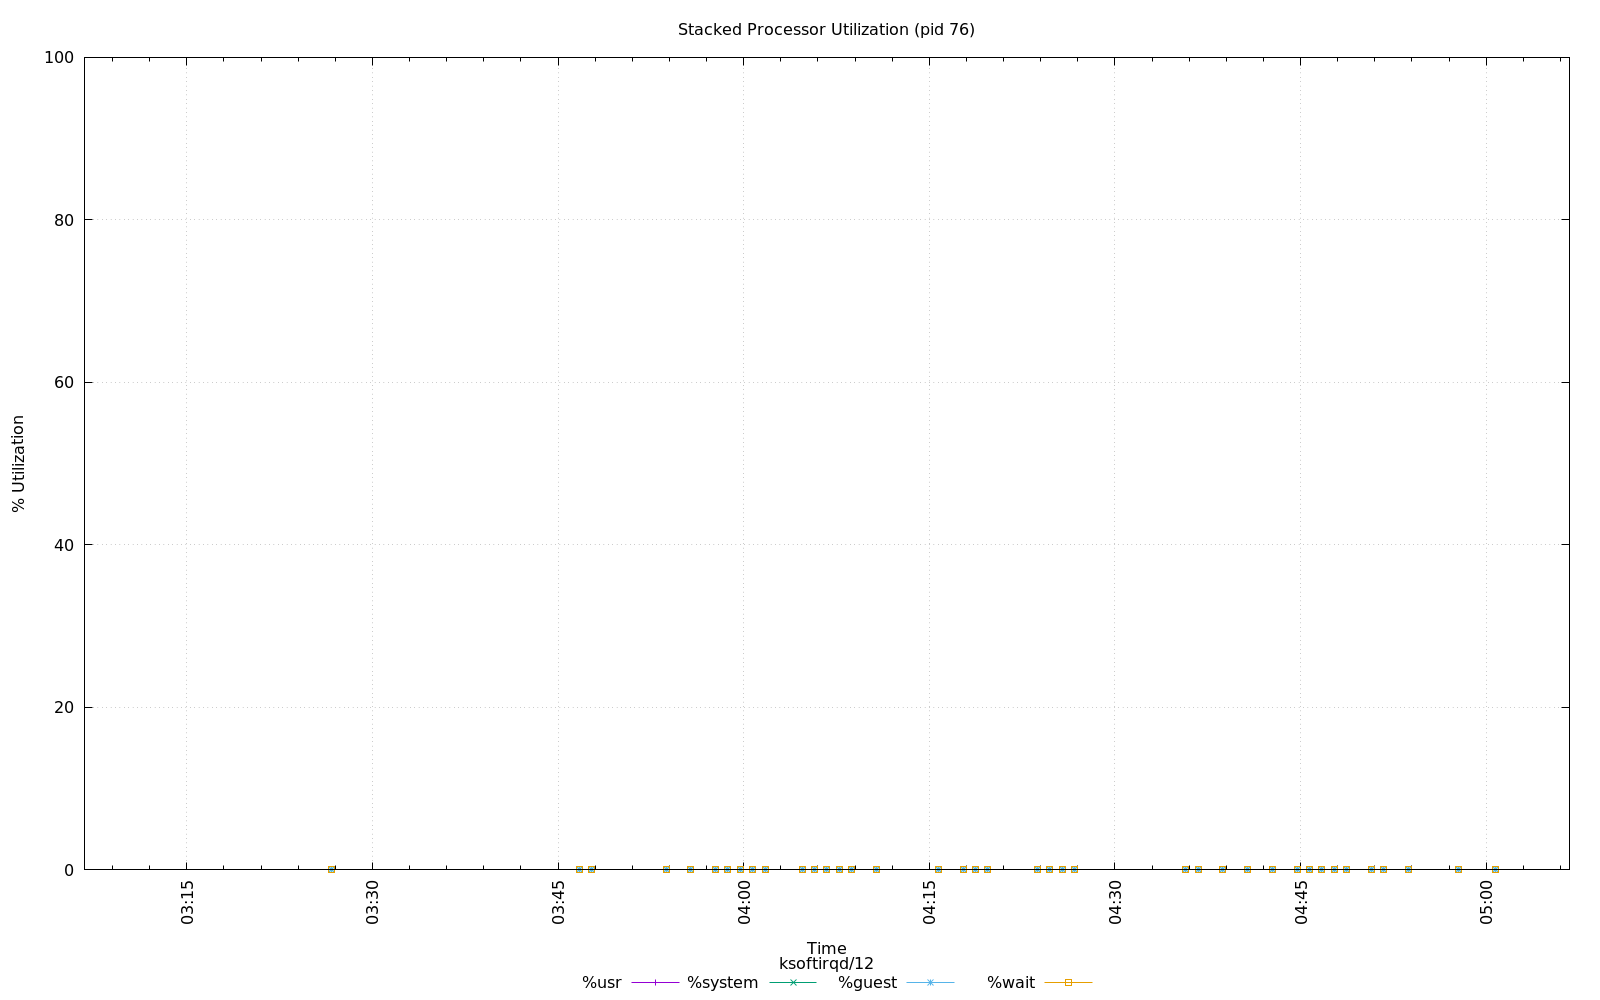 Stacked Processor Utilization (pid 76)
100
80
60
40
20
0
% Utilization
03:15 03:30 03:45 04:00 04:15 04:30 04:45 05:00
Time
ksoftirqd/12
%usr %system %guest %wait